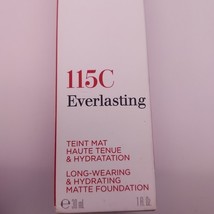 115C
Everlasting
TEINT MAT
HAUTE TENUE
& HYDRATATION
LONG-WEARING
& HYDRATING
MATTE FOUNDATION
℮ 30 ml 1 Fl. Oz.